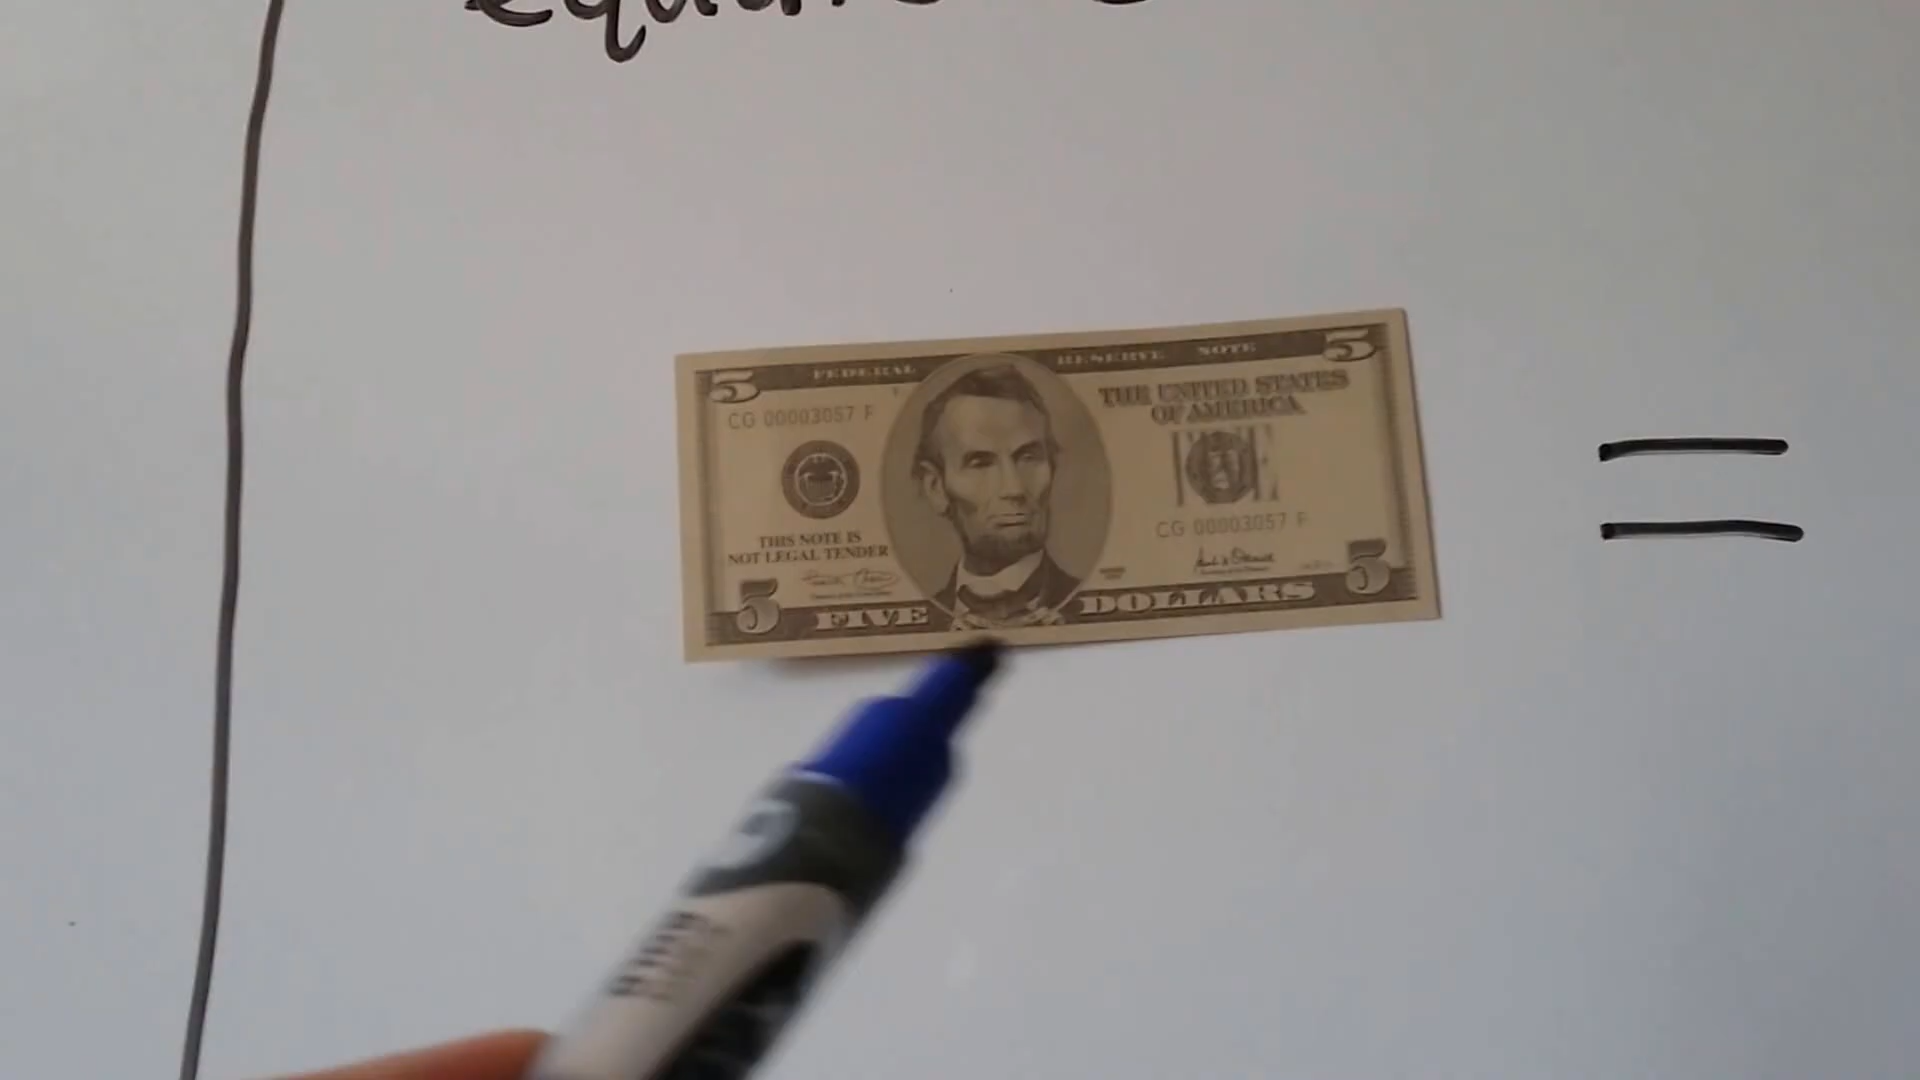 5 FEDERAL RESERVE NOTE 5
THE UNITED STATES
OF AMERICA
CG 00003057 F
THIS NOTE IS
NOT LEGAL TENDER
CG 00003057 F
5 FIVE DOLLARS 5
=